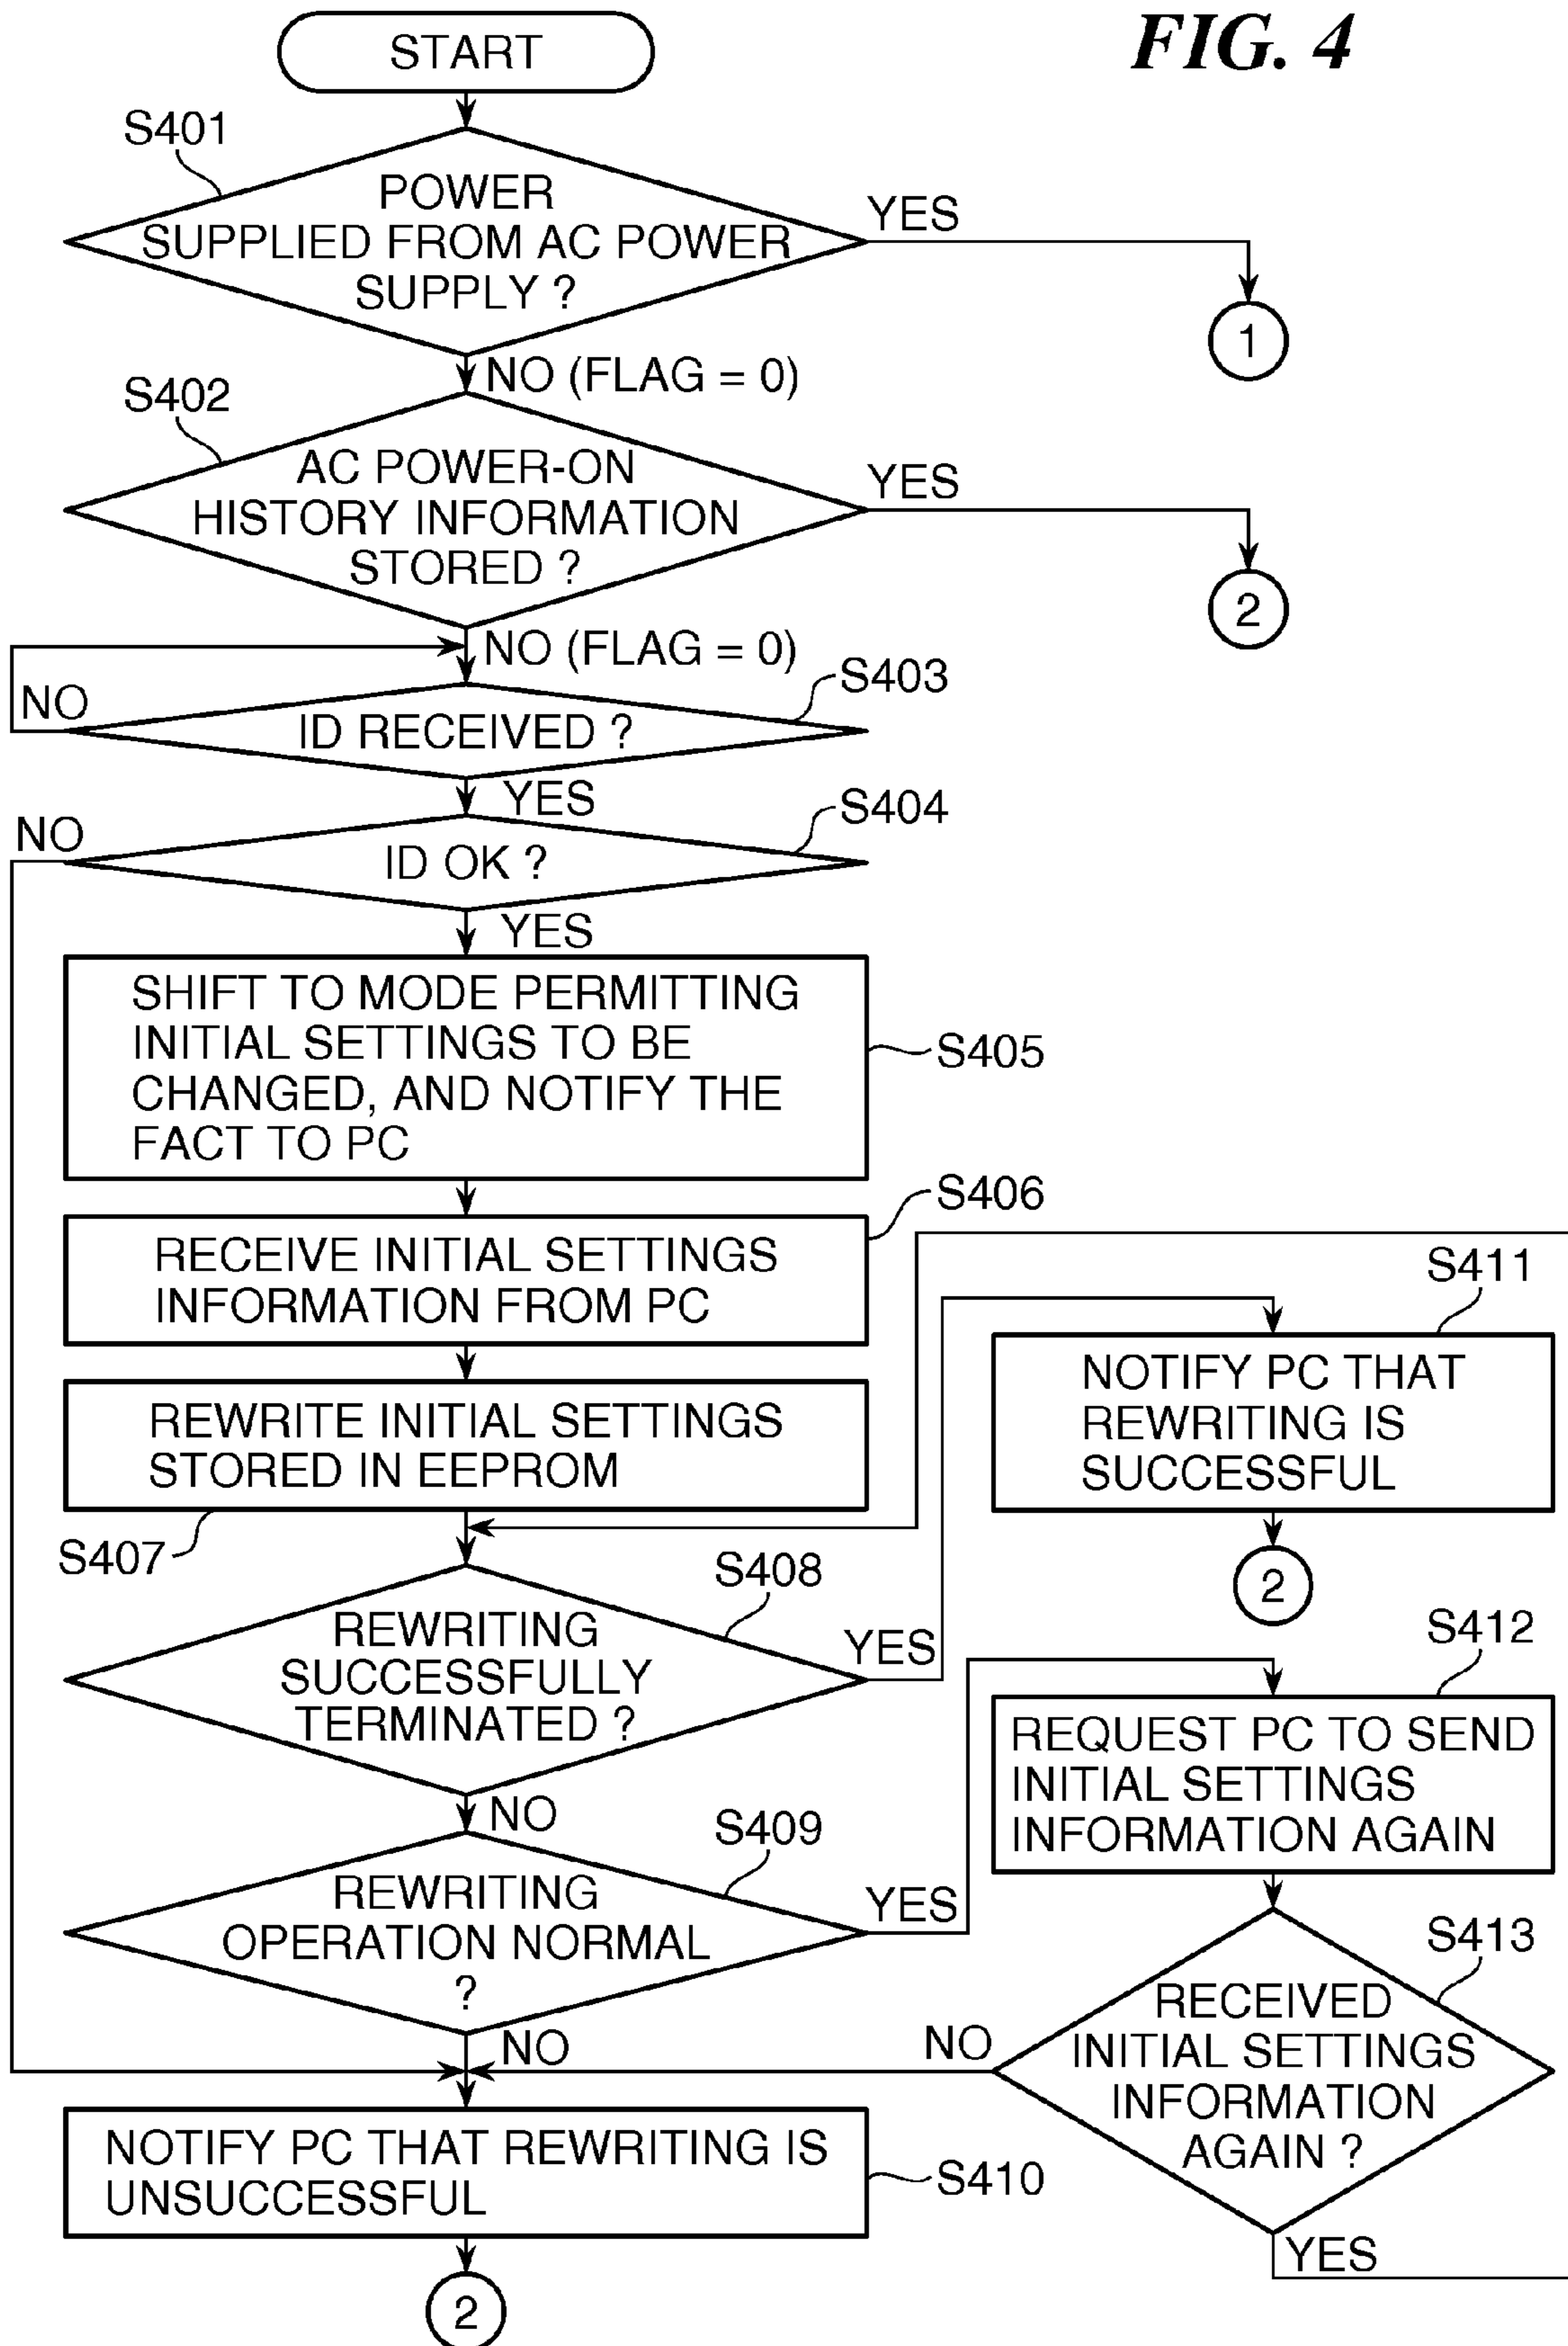 FIG. 4
START
S401
POWER
SUPPLIED FROM AC POWER
SUPPLY ?
YES
1
NO (FLAG = 0)
S402
AC POWER-ON
HISTORY INFORMATION
STORED ?
YES
2
NO (FLAG = 0)
S403
NO
ID RECEIVED ?
YES
S404
NO
ID OK ?
YES
SHIFT TO MODE PERMITTING
INITIAL SETTINGS TO BE
CHANGED, AND NOTIFY THE
FACT TO PC
S405
S406
RECEIVE INITIAL SETTINGS
INFORMATION FROM PC
REWRITE INITIAL SETTINGS
STORED IN EEPROM
S407
S408
REWRITING
SUCCESSFULLY
TERMINATED ?
YES
NO
S409
REWRITING
OPERATION NORMAL
?
YES
NO
NOTIFY PC THAT REWRITING IS
UNSUCCESSFUL
S410
2
S411
NOTIFY PC THAT
REWRITING IS
SUCCESSFUL
2
S412
REQUEST PC TO SEND
INITIAL SETTINGS
INFORMATION AGAIN
S413
RECEIVED
INITIAL SETTINGS
INFORMATION
AGAIN ?
NO
YES